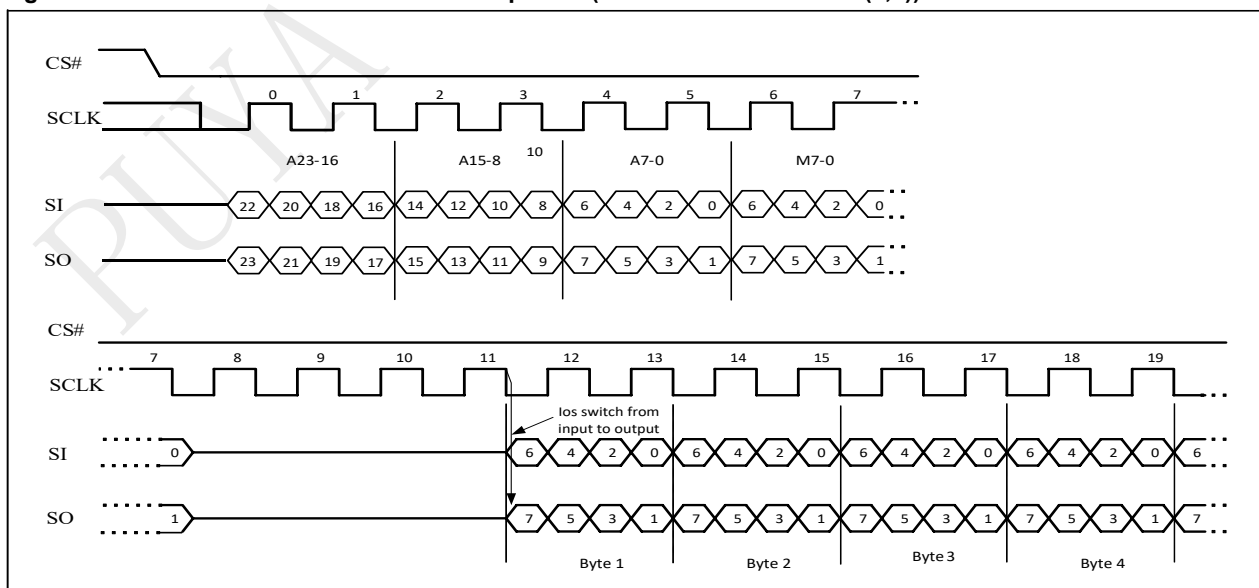 PUYA
CS#
0 1 2 3 4 5 6 7
SCLK
A23-16 A15-8 10 A7-0 M7-0
SI 22 20 18 16 14 12 10 8 6 4 2 0 6 4 2 0
SO 23 21 19 17 15 13 11 9 7 5 3 1 7 5 3 1
CS#
7 8 9 10 11 12 13 14 15 16 17 18 19
SCLK
Ios switch from
input to output
SI 0 6 4 2 0 6 4 2 0 6 4 2 0 6 4 2 0 6
SO 1 7 5 3 1 7 5 3 1 7 5 3 1 7 5 3 1 7
Byte 1 Byte 2 Byte 3 Byte 4